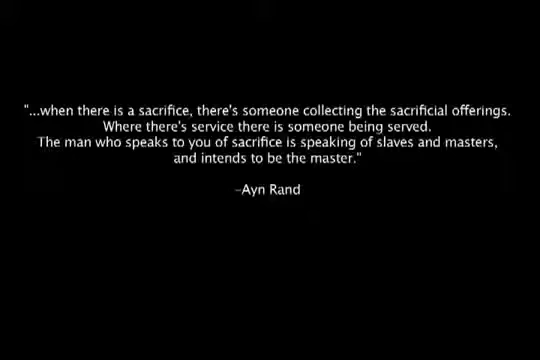 "...when there is a sacrifice, there's someone collecting the sacrificial offerings.
Where there's service there is someone being served.
The man who speaks to you of sacrifice is speaking of slaves and masters,
and intends to be the master."
–Ayn Rand